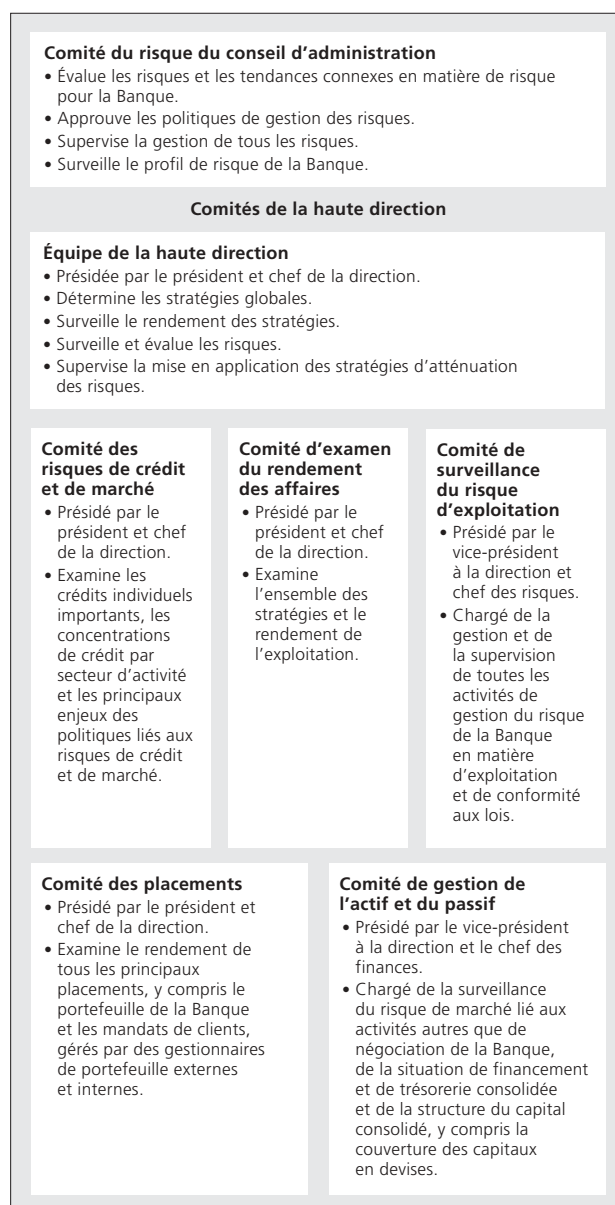 Comité du risque du conseil d'administration
• Évalue les risques et les tendances connexes en matière de risque
pour la Banque.
• Approuve les politiques de gestion des risques.
• Supervise la gestion de tous les risques.
• Surveille le profil de risque de la Banque.
Comités de la haute direction
Équipe de la haute direction
• Présidée par le président et chef de la direction.
• Détermine les stratégies globales.
• Surveille le rendement des stratégies.
• Surveille et évalue les risques.
• Supervise la mise en application des stratégies d'atténuation
des risques.
Comité des
risques de crédit
et de marché
• Présidé par le
président et chef
de la direction.
• Examine les
crédits individuels
importants, les
concentrations
de crédit par
secteur d'activité
et les principaux
enjeux des
politiques liés aux
risques de crédit
et de marché.
Comité d'examen
du rendement
des affaires
• Présidé par le
président et chef
de la direction.
• Examine
l'ensemble des
stratégies et le
rendement de
l'exploitation.
Comité de
surveillance
du risque
d'exploitation
• Présidé par le
vice-président
à la direction et
chef des risques.
• Chargé de la
gestion et de
la supervision
de toutes les
activités de
gestion du risque
de la Banque
en matière
d'exploitation
et de conformité
aux lois.
Comité des placements
• Présidé par le président et
chef de la direction.
• Examine le rendement de
tous les principaux
placements, y compris le
portefeuille de la Banque
et les mandats de clients,
gérés par des gestionnaires
de portefeuille externes
et internes.
Comité de gestion de
l'actif et du passif
• Présidé par le vice-président
à la direction et le chef des
finances.
• Chargé de la surveillance
du risque de marché lié aux
activités autres que de
négociation de la Banque,
de la situation de financement
et de trésorerie consolidée
et de la structure du capital
consolidé, y compris la
couverture des capitaux
en devises.